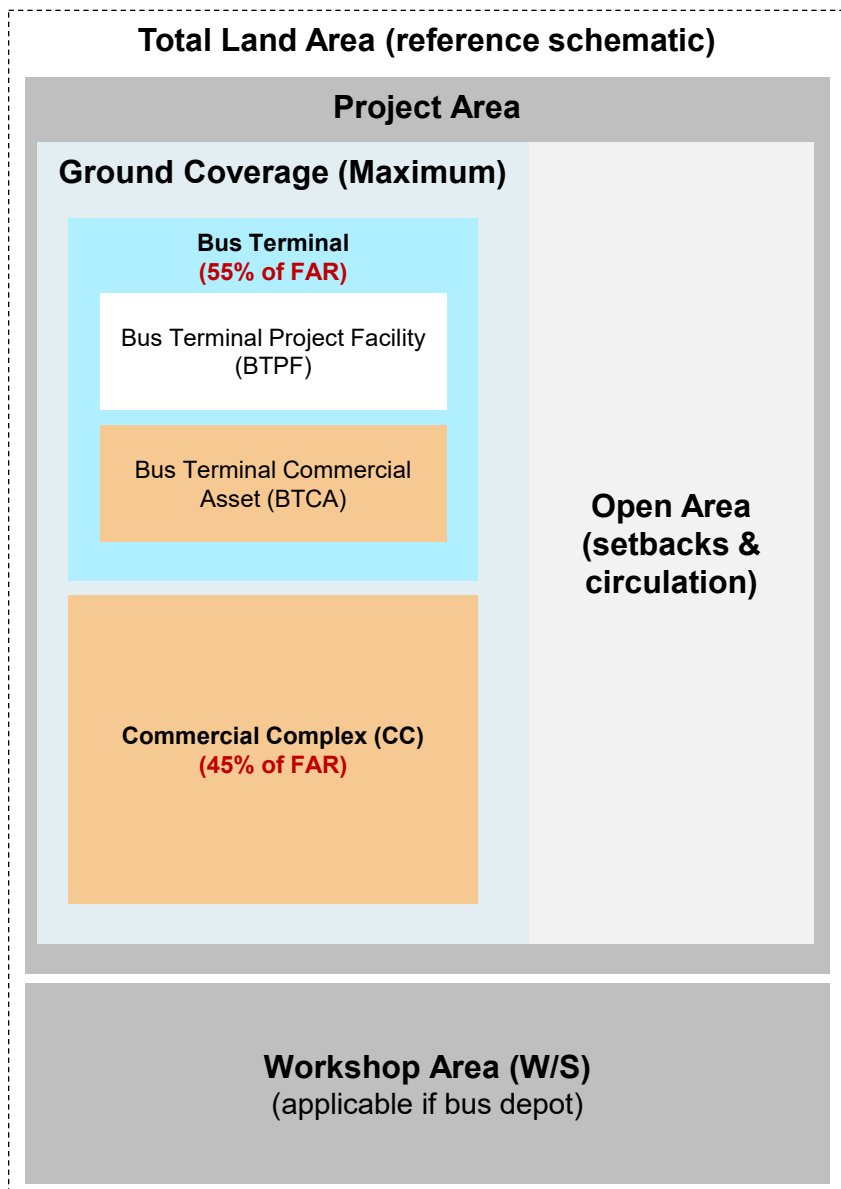 Total Land Area (reference schematic)
Project Area
Ground Coverage (Maximum)
Bus Terminal
(55% of FAR)
Bus Terminal Project Facility
(BTPF)
Bus Terminal Commercial
Asset (BTCA)
Commercial Complex (CC)
(45% of FAR)
Open Area
(setbacks &
circulation)
Workshop Area (W/S)
(applicable if bus depot)